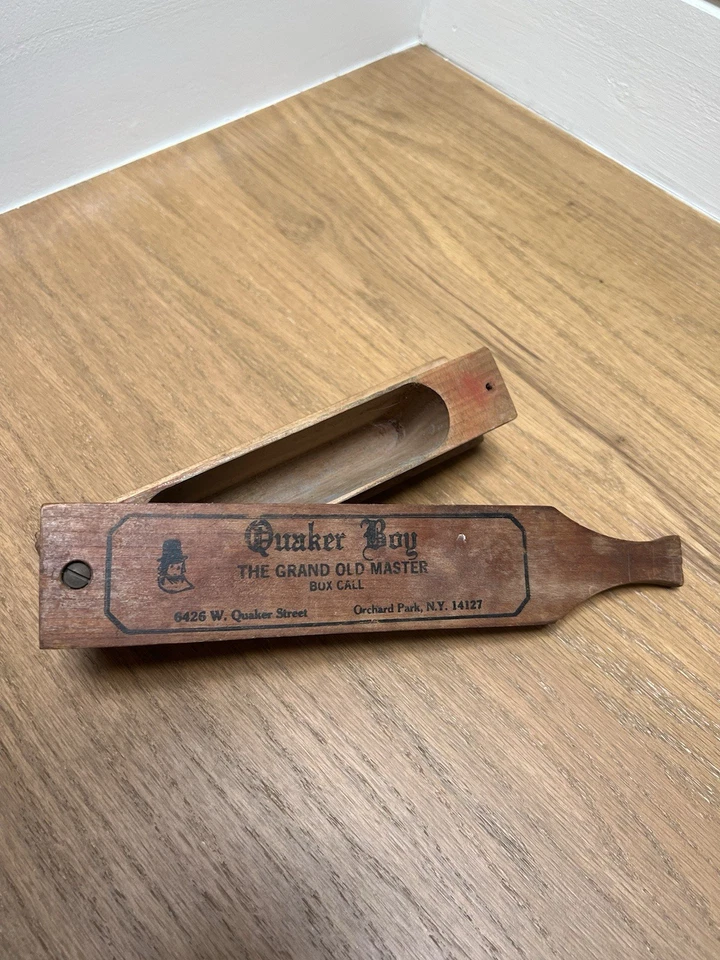 Quaker Boy
THE GRAND OLD MASTER
BOX CALL
6426 W. Quaker Street Orchard Park, N.Y. 14127